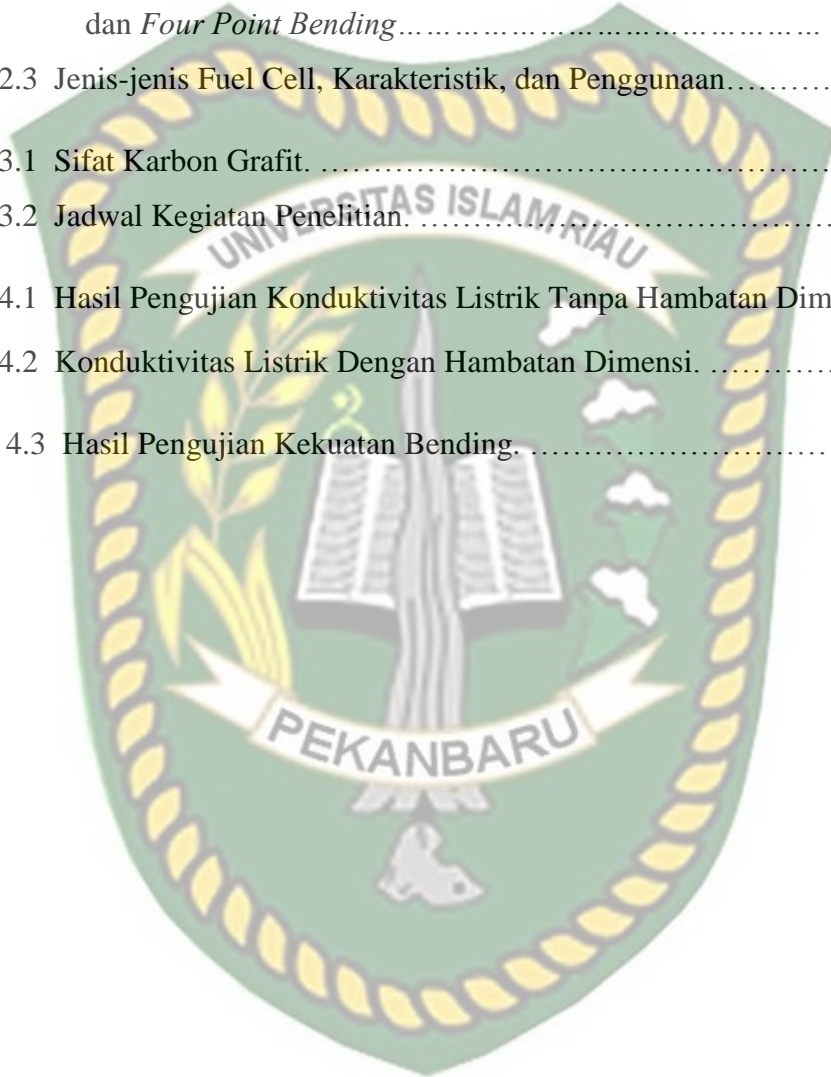 dan Four Point Bending……………………………………
2.3 Jenis-jenis Fuel Cell, Karakteristik, dan Penggunaan…………
3.1 Sifat Karbon Grafit. ………………………………………………
3.2 Jadwal Kegiatan Penelitian. ……………………………………
4.1 Hasil Pengujian Konduktivitas Listrik Tanpa Hambatan Dim
4.2 Konduktivitas Listrik Dengan Hambatan Dimensi. …………
4.3 Hasil Pengujian Kekuatan Bending. …………………………
UNIVERSITAS ISLAM RIAU
PEKANBARU